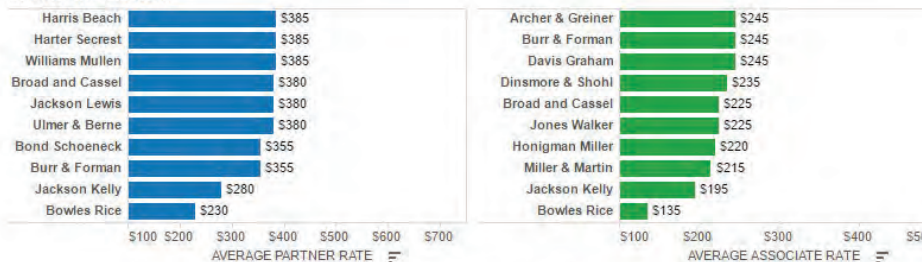 Harris Beach $385
Harter Secrest $385
Williams Mullen $385
Broad and Cassel $380
Jackson Lewis $380
Ulmer & Berne $380
Bond Schoeneck $355
Burr & Forman $355
Jackson Kelly $280
Bowles Rice $230
$100 $200 $300 $400 $500 $600 $700
AVERAGE PARTNER RATE
Archer & Greiner $245
Burr & Forman $245
Davis Graham $245
Dinsmore & Shohl $235
Broad and Cassel $225
Jones Walker $225
Honigman Miller $220
Miller & Martin $215
Jackson Kelly $195
Bowles Rice $135
$100 $200 $300 $400
AVERAGE ASSOCIATE RATE